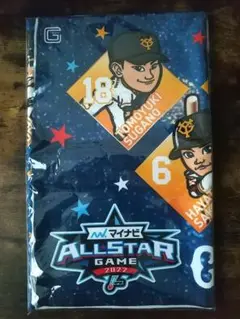 G
18
TOMOYUKI
SUGANO
6
マイナビ
ALLSTAR
GAME
2022